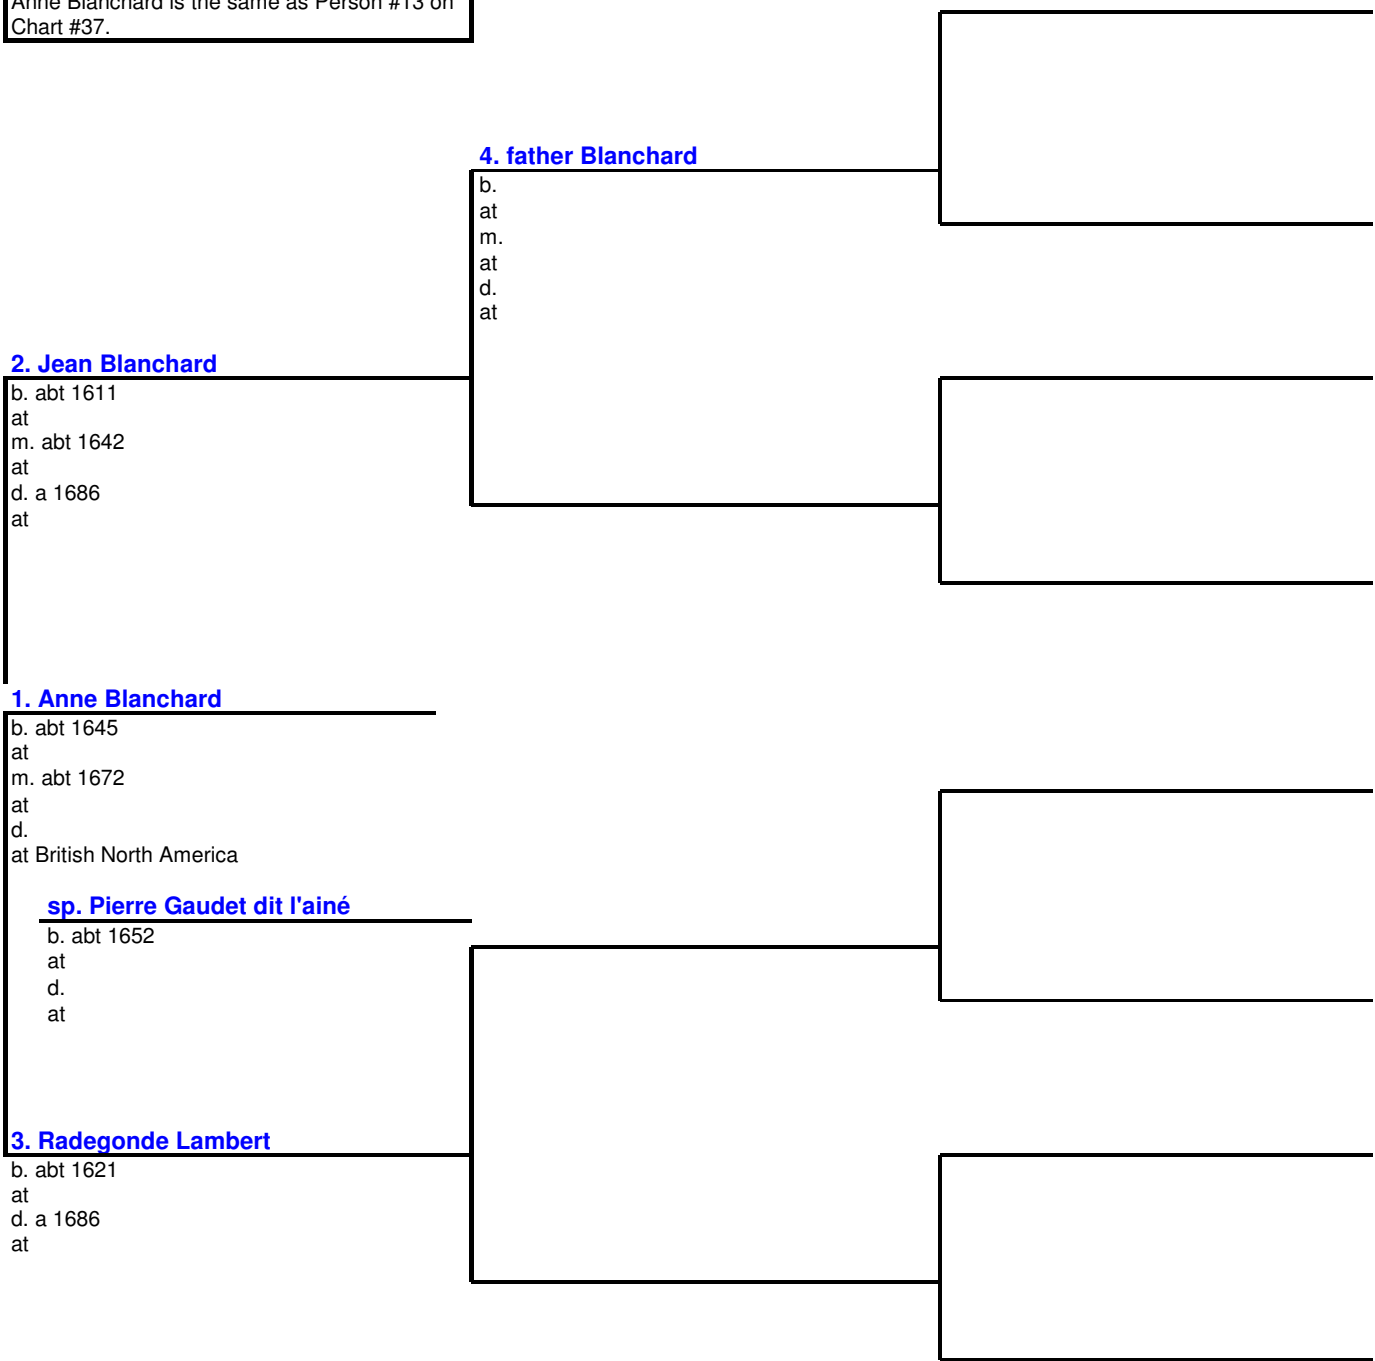 Anne Blanchard is the same as Person #13 on
Chart #37.
4. father Blanchard
b.
at
m.
at
d.
at
2. Jean Blanchard
b. abt 1611
at
m. abt 1642
at
d. a 1686
at
1. Anne Blanchard
b. abt 1645
at
m. abt 1672
at
d.
at British North America
sp. Pierre Gaudet dit l'ainé
b. abt 1652
at
d.
at
3. Radegonde Lambert
b. abt 1621
at
d. a 1686
at